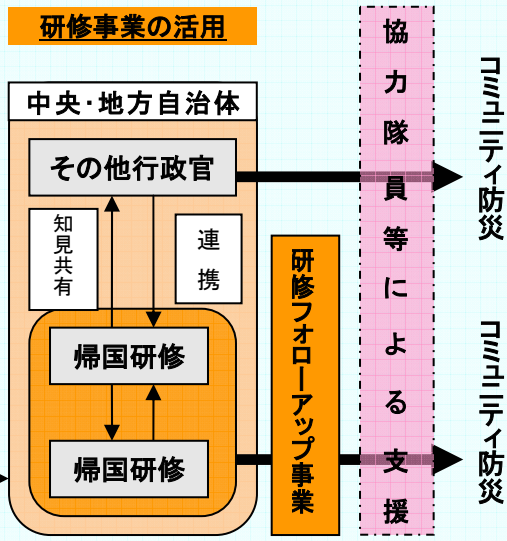 研修事業の活用
中央・地方自治体
その他行政官
知見共有
連携
帰国研修
帰国研修
研修フォローアップ事業
協力隊員等による支援
コミュニティ防災
コミュニティ防災